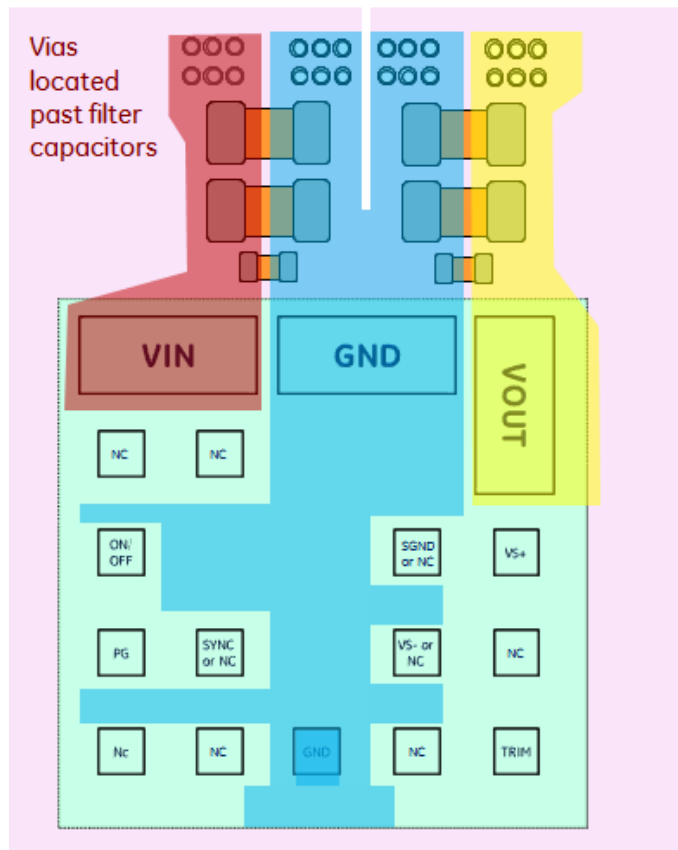 Vias
located
past filter
capacitors
VIN
GND
VOUT
NC
NC
ON/
OFF
SGND
or NC
VS+
PG
SYNC
or NC
VS- or
NC
NC
Nc
NC
GND
NC
TRIM